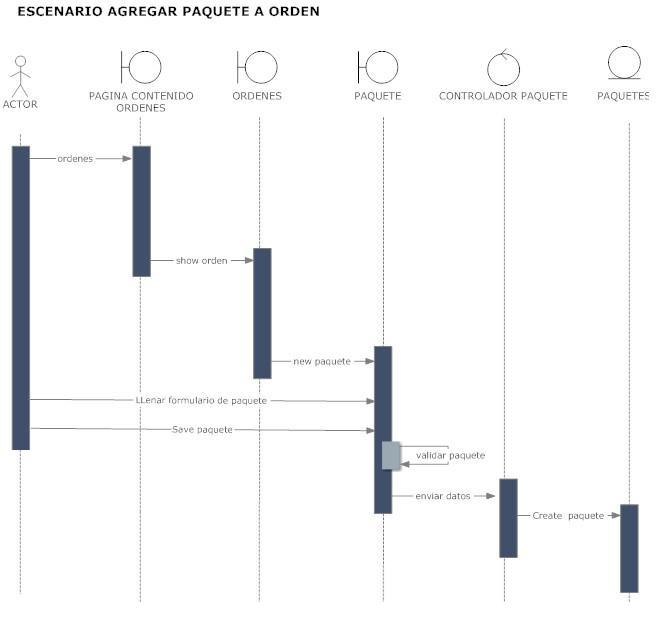 ESCENARIO AGREGAR PAQUETE A ORDEN
ACTOR
PAGINA CONTENIDO
ORDENES
ORDENES
PAQUETE
CONTROLADOR PAQUETE
PAQUETES
ordenes
show orden
new paquete
LLenar formulario de paquete
Save paquete
validar paquete
enviar datos
Create paquete